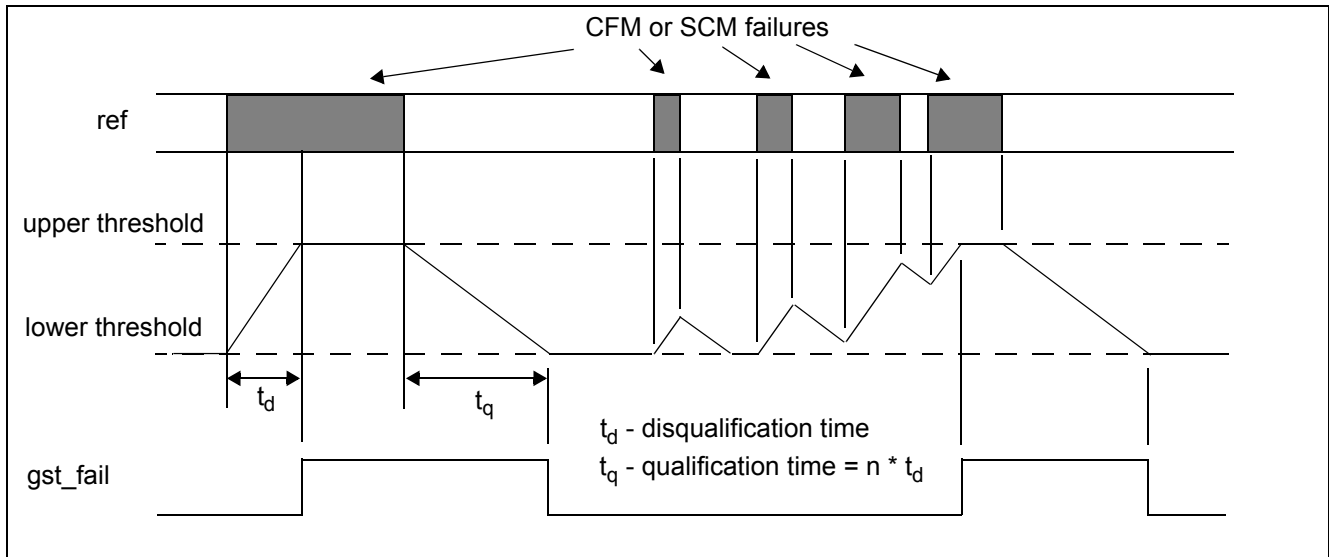 CFM or SCM failures
ref
upper threshold
lower threshold
td
tq
td - disqualification time
tq - qualification time = n * td
gst_fail